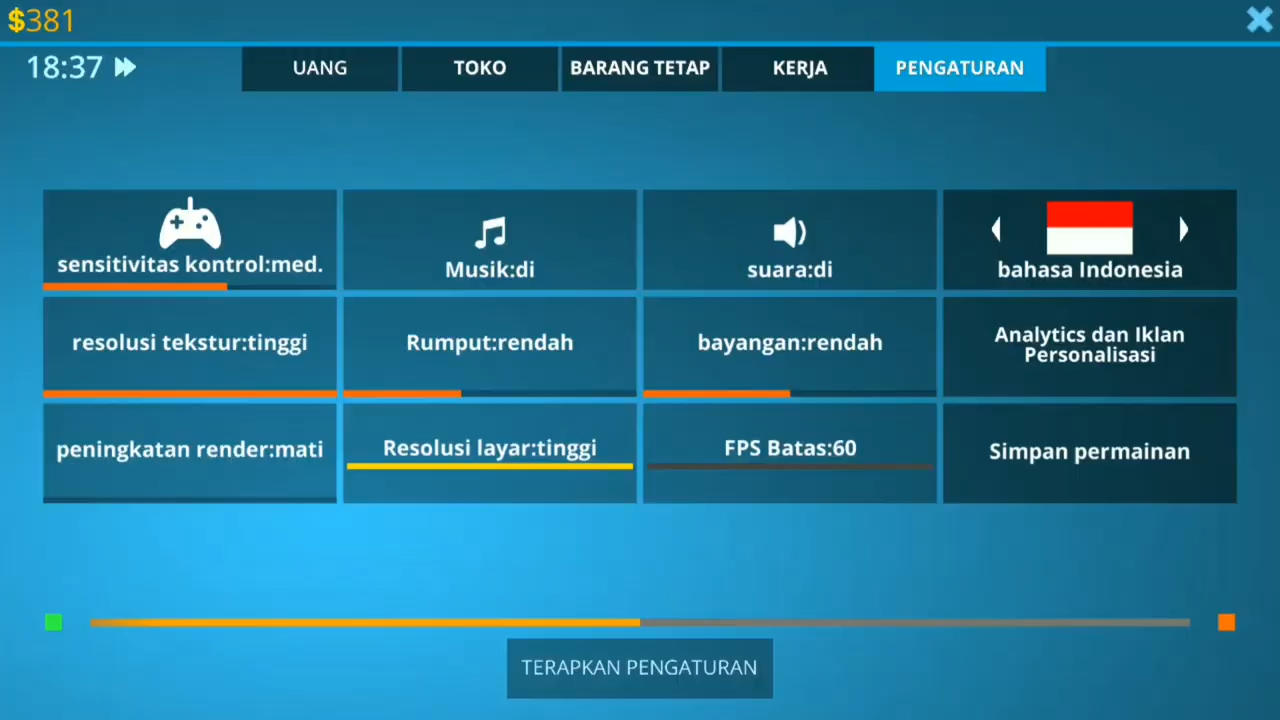 $381
18:37
UANG
TOKO
BARANG TETAP
KERJA
PENGATURAN
sensitivitas kontrol:med.
Musik:di
suara:di
bahasa Indonesia
resolusi tekstur:tinggi
Rumput:rendah
bayangan:rendah
Analytics dan Iklan
Personalisasi
peningkatan render:mati
Resolusi layar:tinggi
FPS Batas:60
Simpan permainan
TERAPKAN PENGATURAN